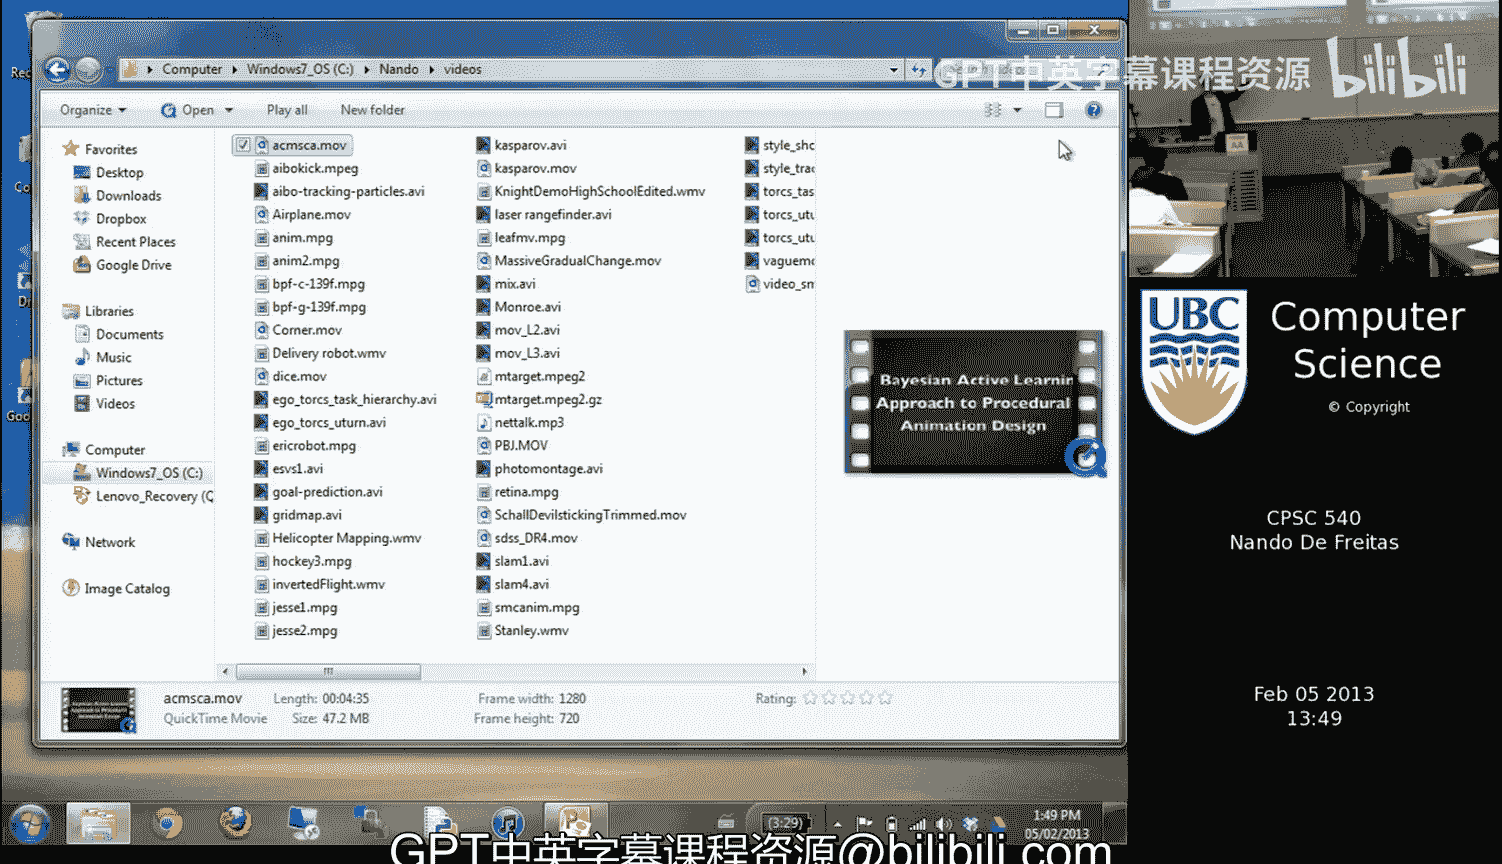 Computer ▸ Windows7_OS (C:) ▸ Nando ▸ videos
GPT中英字幕课程资源 bilibili
Organize Open Play all New folder
Favorites
Desktop
Downloads
Dropbox
Recent Places
Google Drive
Libraries
Documents
Music
Pictures
Videos
Computer
Windows7_OS (C:)
Lenovo_Recovery (Q
Network
Image Catalog
acmsca.mov
aibokick.mpeg
aibo-tracking-particles.avi
Airplane.mov
anim.mpg
anim2.mpg
bpf-c-139f.mpg
bpf-g-139f.mpg
Corner.mov
Delivery robot.wmv
dice.mov
ego_torcs_task_hierarchy.avi
ego_torcs_uturn.avi
ericrobot.mpg
esvs1.avi
goal-prediction.avi
gridmap.avi
Helicopter Mapping.wmv
hockey3.mpg
invertedFlight.wmv
jesse1.mpg
jesse2.mpg
kasparov.avi
kasparov.mov
KnightDemoHighSchoolEdited.wmv
laser rangefinder.avi
leafmv.mpg
MassiveGradualChange.mov
mix.avi
Monroe.avi
mov_L2.avi
mov_L3.avi
mtarget.mpeg2
mtarget.mpeg2.gz
nettalk.mp3
PBJ.MOV
photomontage.avi
retina.mpg
SchallDevilstickingTrimmed.mov
sdss_DR4.mov
slam1.avi
slam4.avi
smcanim.mpg
Stanley.wmv
style_sho
style_trac
torcs_tas
torcs_utu
torcs_utu
vaguemo
video_sm
Bayesian Active Learnin
Approach to Procedural
Animation Design
acmsca.mov Length: 00:04:35 Frame width: 1280 Rating:
QuickTime Movie Size: 47.2 MB Frame height: 720
(3:29)
1:49 PM
05/02/2013
UBC
Computer
Science
© Copyright
CPSC 540
Nando De Freitas
Feb 05 2013
13:49
GPT中英字幕课程资源@bilibili.com